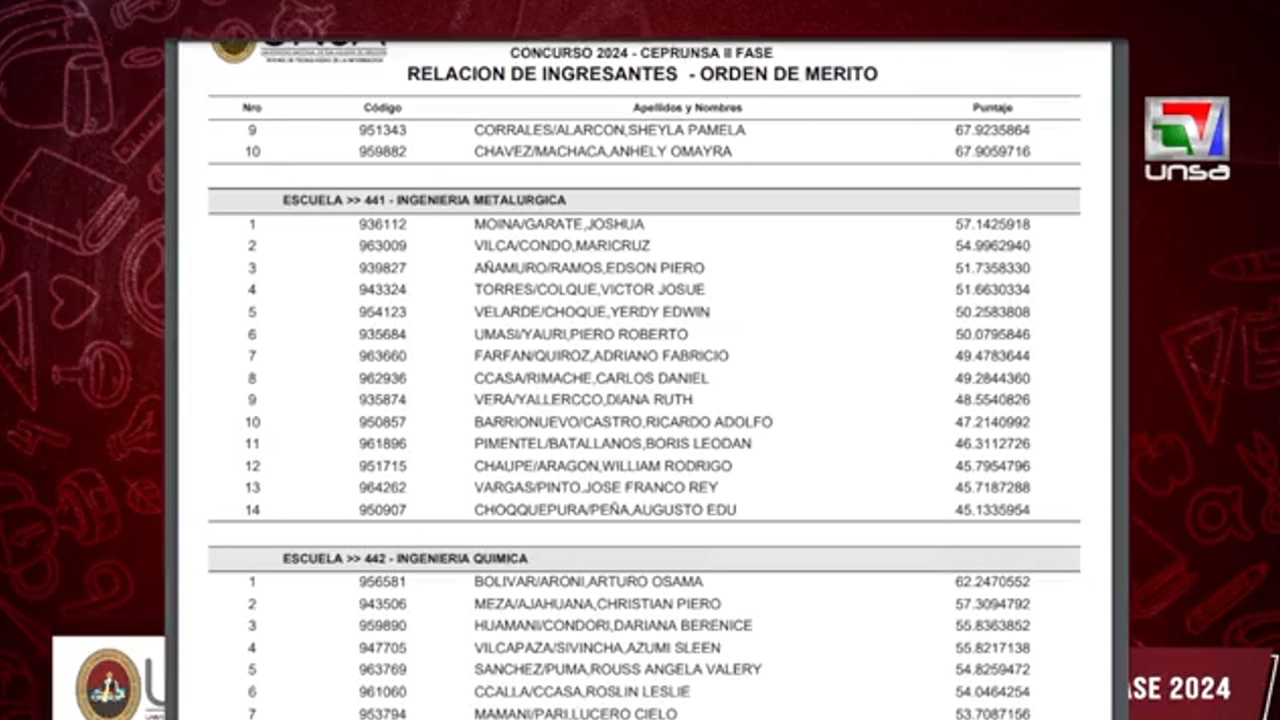 CONCURSO 2024 - CEPRUNSA II FASE
RELACION DE INGRESANTES - ORDEN DE MERITO
Nro Código Apellidos y Nombres Puntaje
9 951343 CORRALES/ALARCON,SHEYLA PAMELA 67.9235864
10 959882 CHAVEZ/MACHACA,ANHELY OMAYRA 67.9059716
unsa
ESCUELA >> 441 - INGENIERIA METALURGICA
1 936112 MOINA/GARATE,JOSHUA 57.1425918
2 963009 VILCA/CONDO,MARICRUZ 54.9962940
3 939827 AÑAMURO/RAMOS,EDSON PIERO 51.7358330
4 943324 TORRES/COLQUE,VICTOR JOSUE 51.6630334
5 954123 VELARDE/CHOQUE,YERDY EDWIN 50.2583808
6 935684 UMASI/YAURI,PIERO ROBERTO 50.0795846
7 963660 FARFAN/QUIROZ,ADRIANO FABRICIO 49.4783644
8 962936 CCASA/RIMACHE,CARLOS DANIEL 49.2844360
9 935874 VERA/YALLERCCO,DIANA RUTH 48.5540826
10 950857 BARRIONUEVO/CASTRO,RICARDO ADOLFO 47.2140992
11 961896 PIMENTEL/BATALLANOS,BORIS LEODAN 46.3112726
12 951715 CHAUPE/ARAGON,WILLIAM RODRIGO 45.7954796
13 964262 VARGAS/PINTO,JOSE FRANCO REY 45.7187288
14 950907 CHOQQUEPURA/PEÑA,AUGUSTO EDU 45.1335954
ESCUELA >> 442 - INGENIERIA QUIMICA
1 956581 BOLIVAR/ARONI,ARTURO OSAMA 62.2470552
2 943506 MEZA/AJAHUANA,CHRISTIAN PIERO 57.3094792
3 959890 HUAMANI/CONDORI,DARIANA BERENICE 55.8363852
4 947705 VILCAPAZA/SIVINCHA,AZUMI SLEEN 55.8217138
5 963769 SANCHEZ/PUMA,ROUSS ANGELA VALERY 54.8259472
6 961060 CCALLA/CCASA,ROSLIN LESLIE 54.0464254
7 953794 MAMANI/PARI,LUCERO CIELO 53.7087156
ASE 2024